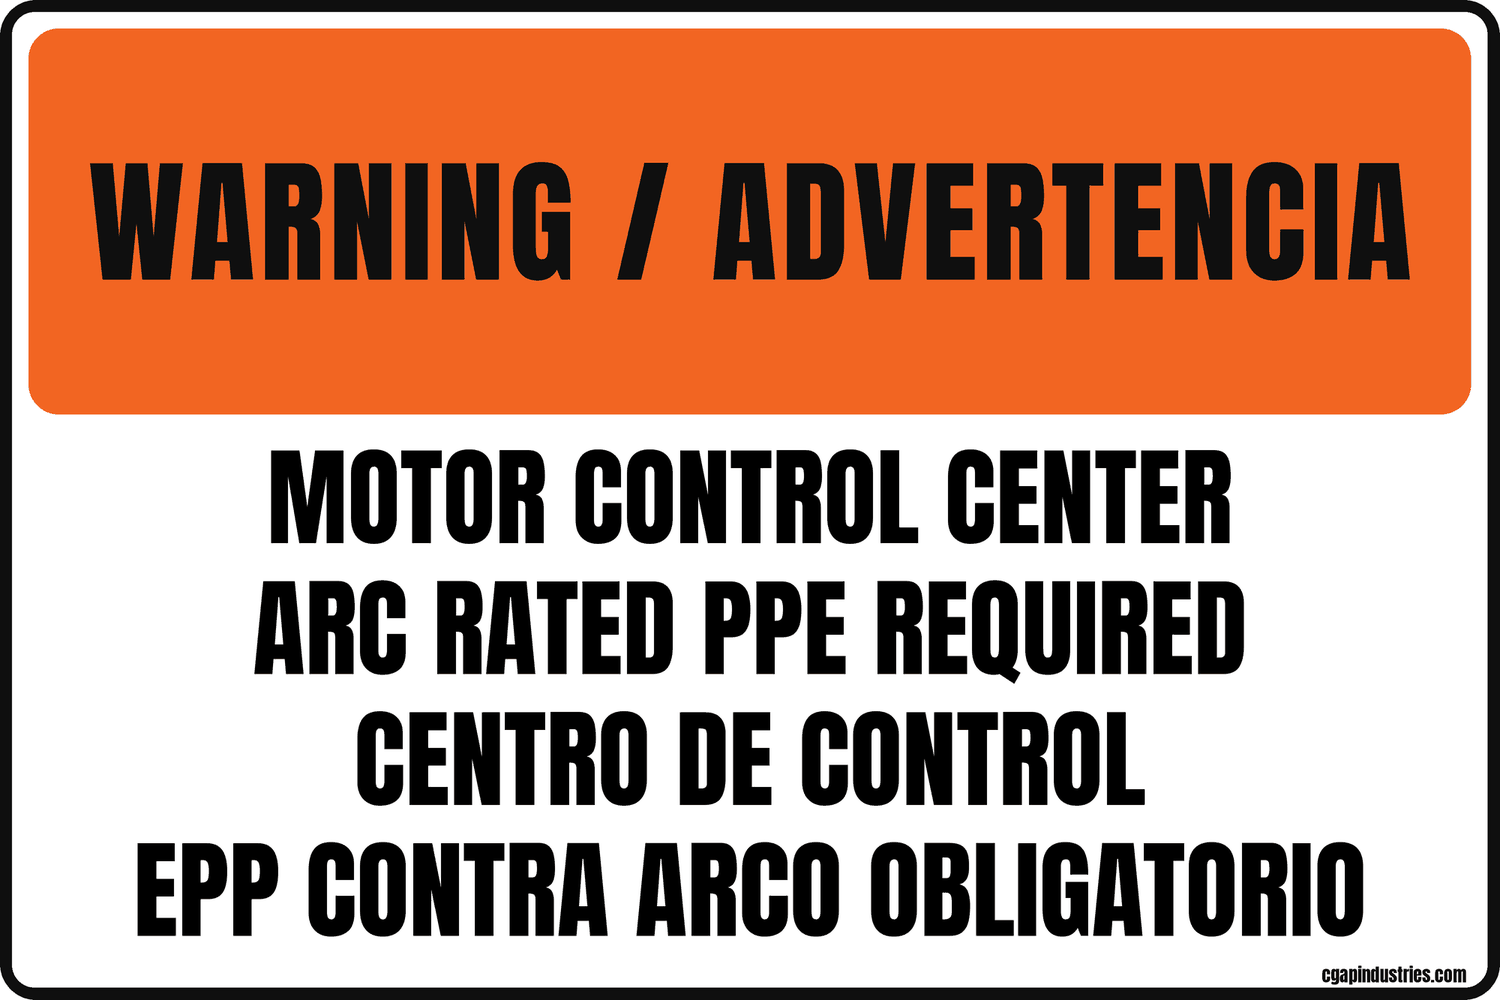 WARNING / ADVERTENCIA
MOTOR CONTROL CENTER
ARC RATED PPE REQUIRED
CENTRO DE CONTROL
EPP CONTRA ARCO OBLIGATORIO
cgapindustries.com